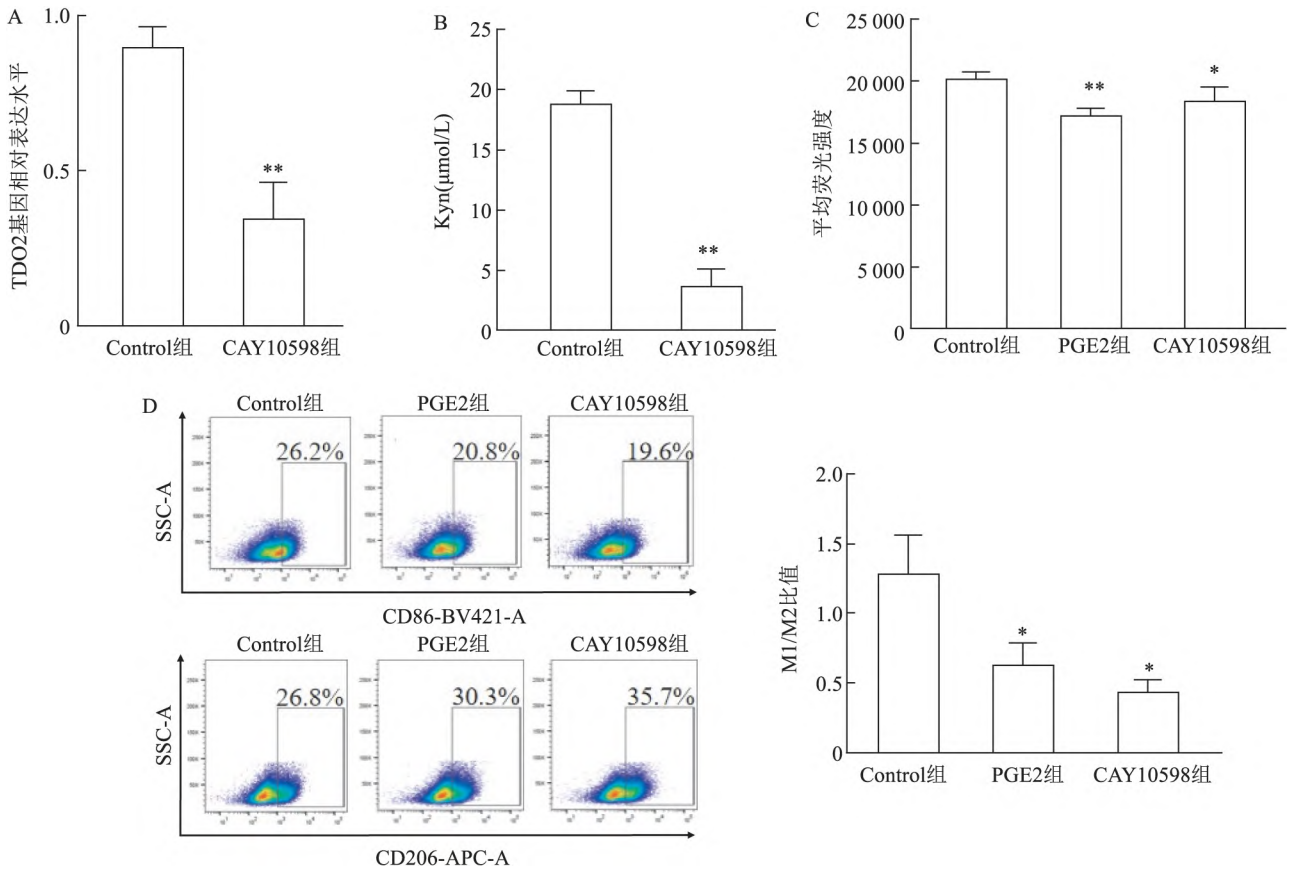 A
TDO2基因相对表达水平
1.0
0.5
0
**
Control组
CAY10598组
B
Kyn(μmol/L)
25
20
15
10
5
0
**
Control组
CAY10598组
C
平均荧光强度
25 000
20 000
15 000
10 000
5 000
0
**
*
Control组
PGE2组
CAY10598组
D
Control组
PGE2组
CAY10598组
26.2%
20.8%
19.6%
SSC-A
CD86-BV421-A
Control组
PGE2组
CAY10598组
26.8%
30.3%
35.7%
SSC-A
CD206-APC-A
M1/M2比值
2.0
1.5
1.0
0.5
0
*
*
Control组
PGE2组
CAY10598组